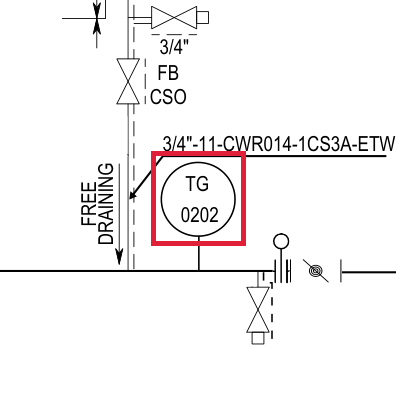 3/4"
FB
CSO
3/4"-11-CWR014-1CS3A-ETW
FREE
DRAINING
TG
0202